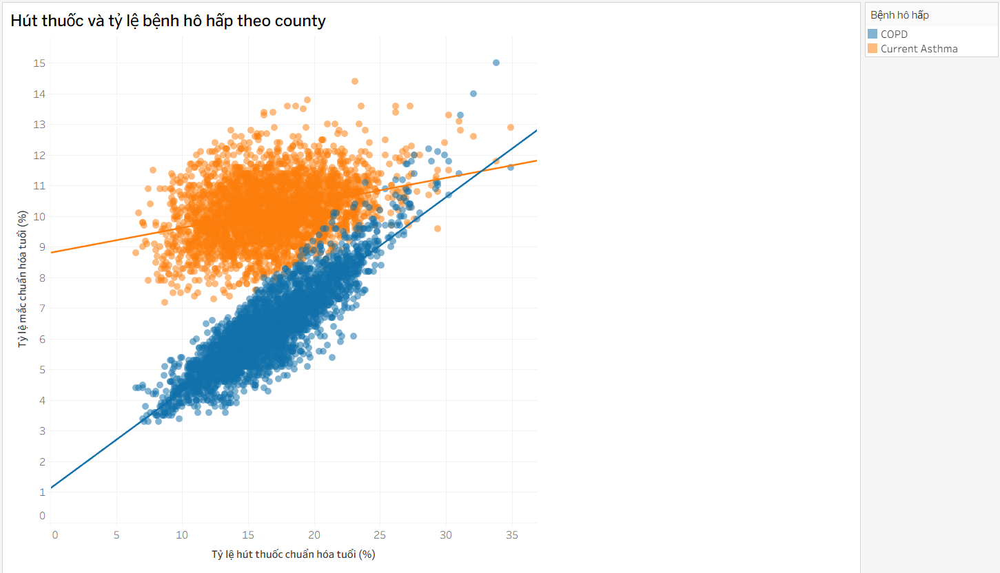 Hút thuốc và tỷ lệ bệnh hô hấp theo county
Bệnh hô hấp
COPD
Current Asthma
15
14
13
12
11
10
9
8
7
6
5
4
3
2
1
0
Tỷ lệ mắc chuẩn hóa tuổi (%)
0 5 10 15 20 25 30 35
Tỷ lệ hút thuốc chuẩn hóa tuổi (%)